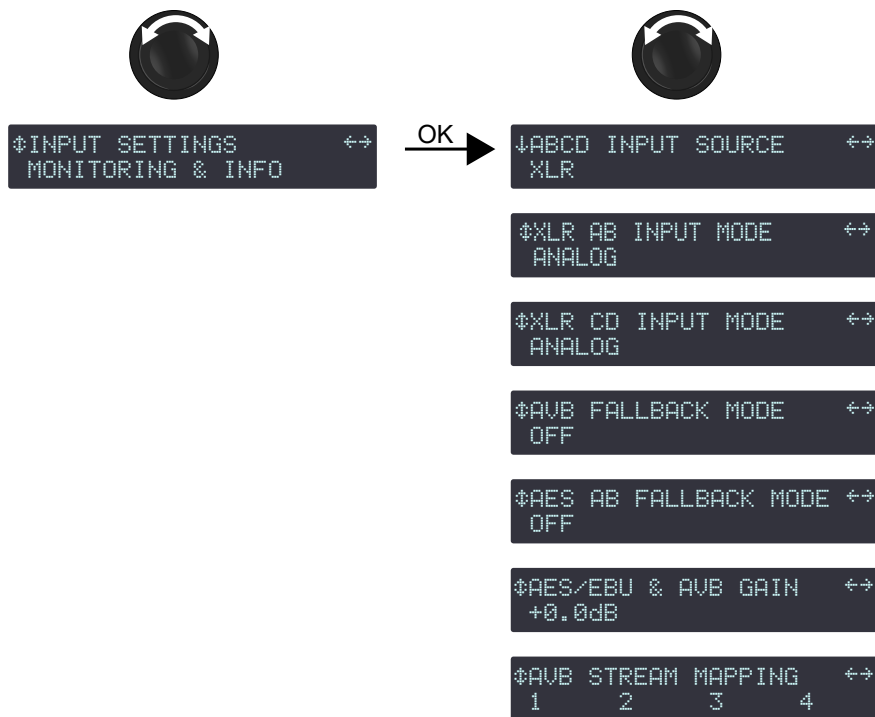 ↕INPUT SETTINGS ←→
MONITORING & INFO
OK
↓ABCD INPUT SOURCE ←→
XLR
↕XLR AB INPUT MODE ←→
ANALOG
↕XLR CD INPUT MODE ←→
ANALOG
↕AVB FALLBACK MODE ←→
OFF
↕AES AB FALLBACK MODE ←→
OFF
↕AES/EBU & AVB GAIN ←→
+0.0dB
↕AVB STREAM MAPPING ←→
1 2 3 4